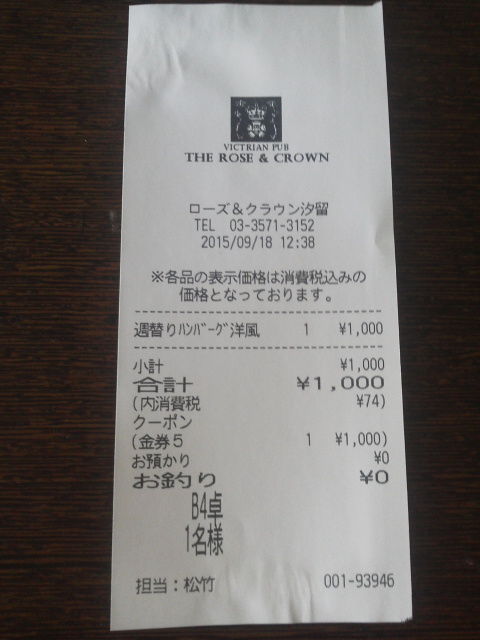 VICTRIAN PUB
THE ROSE & CROWN
ローズ＆クラウン汐留
TEL 03-3571-3152
2015/09/18 12:38
※各品の表示価格は消費税込みの
価格となっております。
週替りﾊﾝﾊﾞｰｸﾞ洋風 1 ¥1,000
小計 ¥1,000
合計 ¥1,000
(内消費税 ¥74)
クーポン
(金券５ 1 ¥1,000)
お預かり ¥0
お釣り ¥0
B4卓
1名様
担当：松竹 001-93946